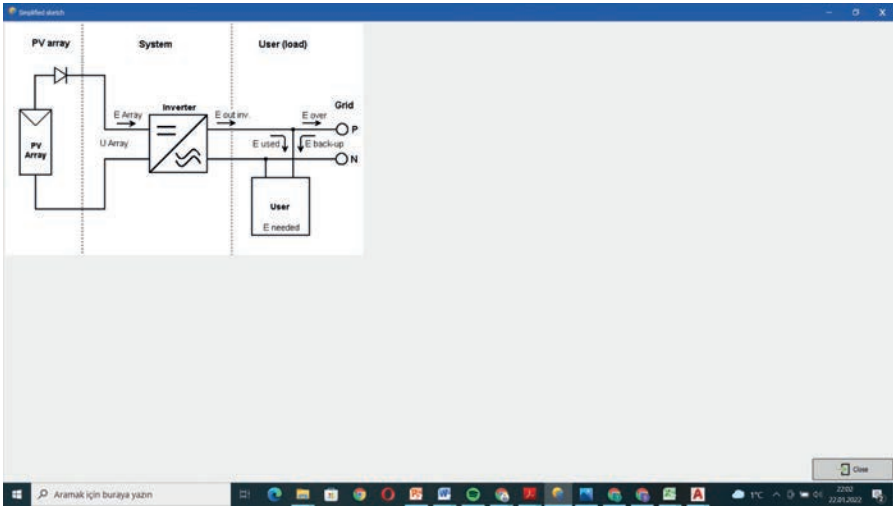 Simplified sketch
PV array
System
User (load)
Grid
E Array
Inverter
E out inv.
E over
P
PV
Array
U Array
E used
E back-up
N
User
E needed
Close
Aramak için buraya yazın
1°C
22:02
22.01.2022